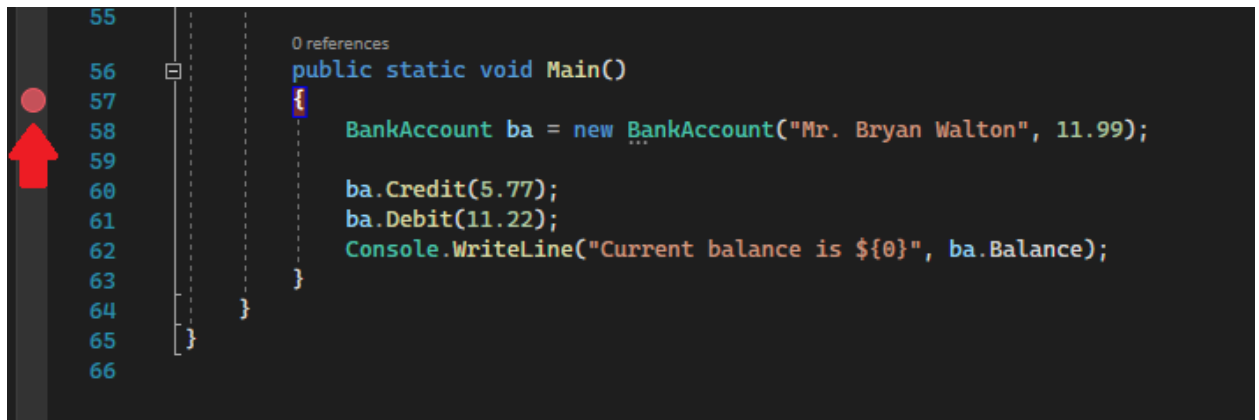 55
0 references
56 public static void Main()
57 {
58 BankAccount ba = new BankAccount("Mr. Bryan Walton", 11.99);
59
60 ba.Credit(5.77);
61 ba.Debit(11.22);
62 Console.WriteLine("Current balance is ${0}", ba.Balance);
63 }
64 }
65 }
66